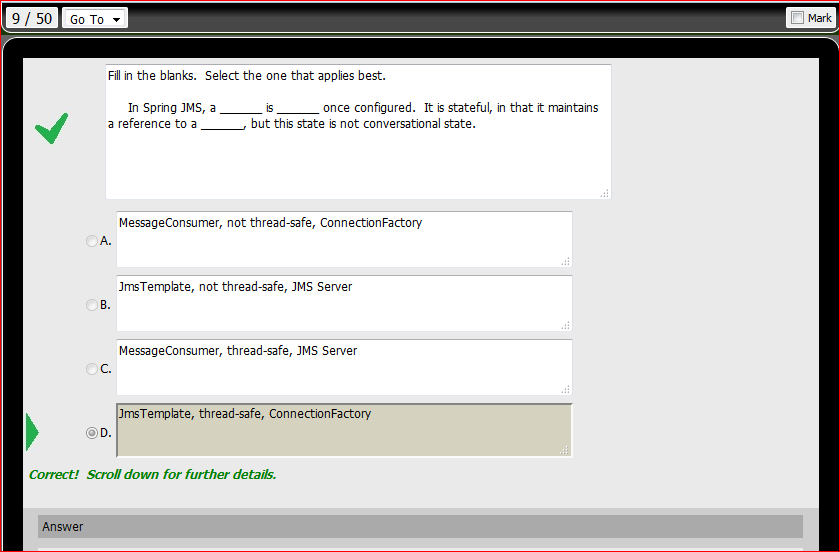 9 / 50 Go To Mark
Fill in the blanks. Select the one that applies best.
In Spring JMS, a _______ is _______ once configured. It is stateful, in that it maintains
a reference to a _______, but this state is not conversational state.
A. MessageConsumer, not thread-safe, ConnectionFactory
B. JmsTemplate, not thread-safe, JMS Server
C. MessageConsumer, thread-safe, JMS Server
D. JmsTemplate, thread-safe, ConnectionFactory
Correct! Scroll down for further details.
Answer